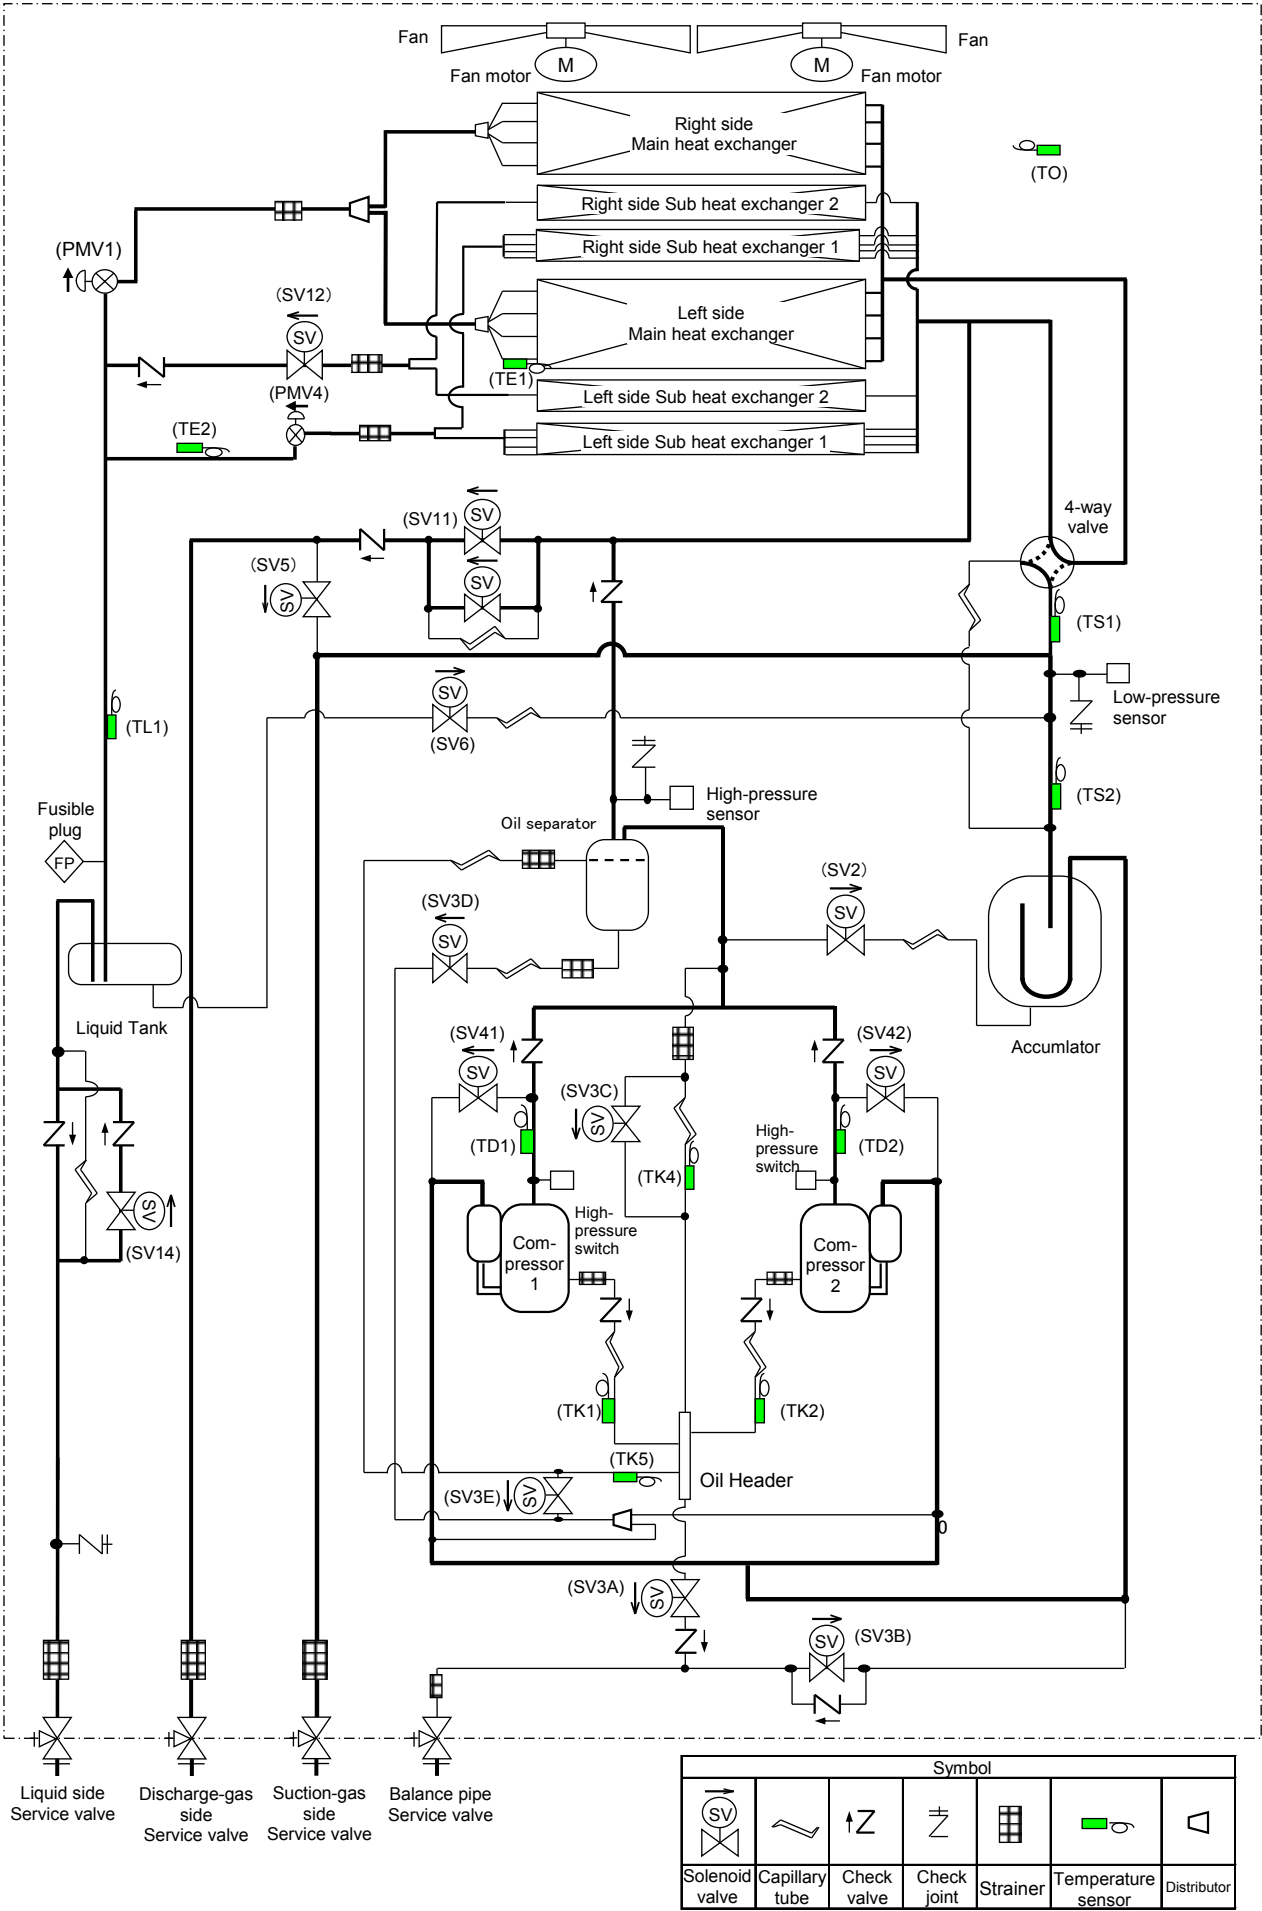 Fan
Fan
M
M
Fan motor
Fan motor
Right side
Main heat exchanger
(TO)
Right side Sub heat exchanger 2
(PMV1)
Right side Sub heat exchanger 1
(SV12)
SV
Left side
Main heat exchanger
(TE1)
(PMV4)
Left side Sub heat exchanger 2
(TE2)
Left side Sub heat exchanger 1
4-way
valve
(SV11)
SV
(SV5)
SV
SV
(TS1)
SV
(SV6)
Low-pressure
sensor
(TL1)
High-pressure
sensor
(TS2)
Fusible
plug
FP
Oil separator
(SV2)
SV
(SV3D)
SV
Liquid Tank
Accumlator
(SV41)
SV
(SV42)
SV
(SV3C)
SV
(TD1)
High-
pressure
switch
(TD2)
(TK4)
SV
(SV14)
High-
pressure
switch
Com-
pressor
1
Com-
pressor
2
(TK1)
(TK2)
(TK5)
Oil Header
(SV3E)
SV
(SV3A)
SV
SV
(SV3B)
Liquid side
Service valve
Discharge-gas
side
Service valve
Suction-gas
side
Service valve
Balance pipe
Service valve
Symbol
SV
Solenoid
valve
Capillary
tube
Check
valve
Check
joint
Strainer
Temperature
sensor
Distributor